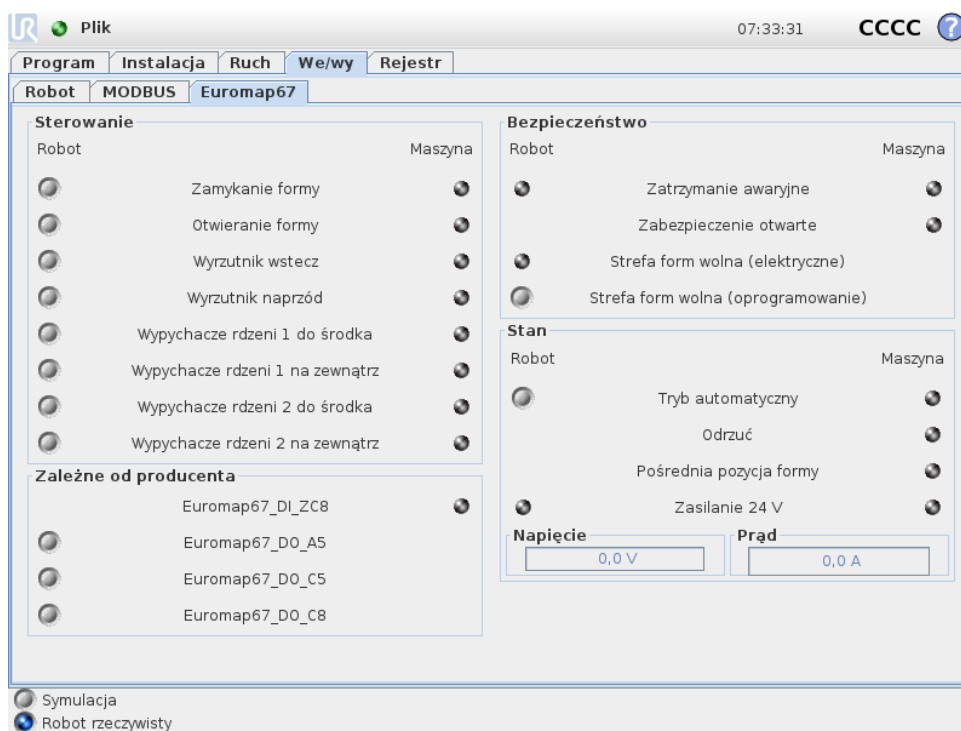 UR Plik 07:33:31 CCCC ?
Program Instalacja Ruch We/wy Rejestr
Robot MODBUS Euromap67
Sterowanie
Robot Maszyna
Zamykanie formy
Otwieranie formy
Wyrzutnik wstecz
Wyrzutnik naprzód
Wypychacze rdzeni 1 do środka
Wypychacze rdzeni 1 na zewnątrz
Wypychacze rdzeni 2 do środka
Wypychacze rdzeni 2 na zewnątrz
Zależne od producenta
Euromap67_DI_ZC8
Euromap67_DO_A5
Euromap67_DO_C5
Euromap67_DO_C8
Bezpieczeństwo
Robot Maszyna
Zatrzymanie awaryjne
Zabezpieczenie otwarte
Strefa form wolna (elektryczne)
Strefa form wolna (oprogramowanie)
Stan
Robot Maszyna
Tryb automatyczny
Odrzuć
Pośrednia pozycja formy
Zasilanie 24 V
Napięcie Prąd
0,0 V 0,0 A
Symulacja
Robot rzeczywisty